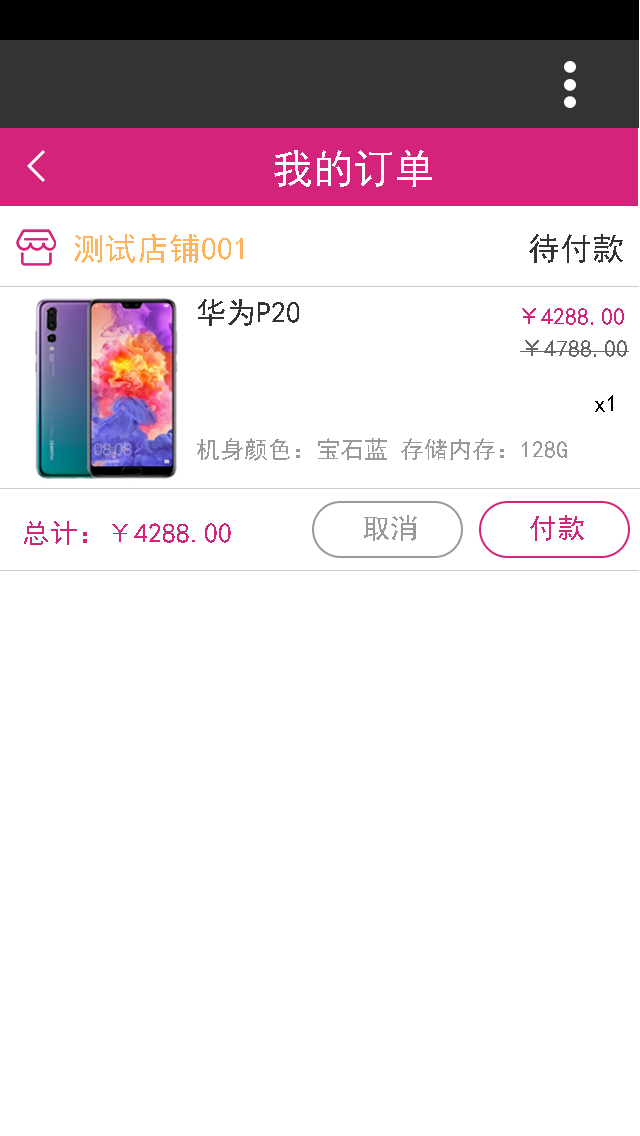 我的订单
测试店铺001 待付款
华为P20 ￥4288.00
￥4788.00
x1
机身颜色：宝石蓝 存储内存：128G
08:08
总计：￥4288.00 取消 付款